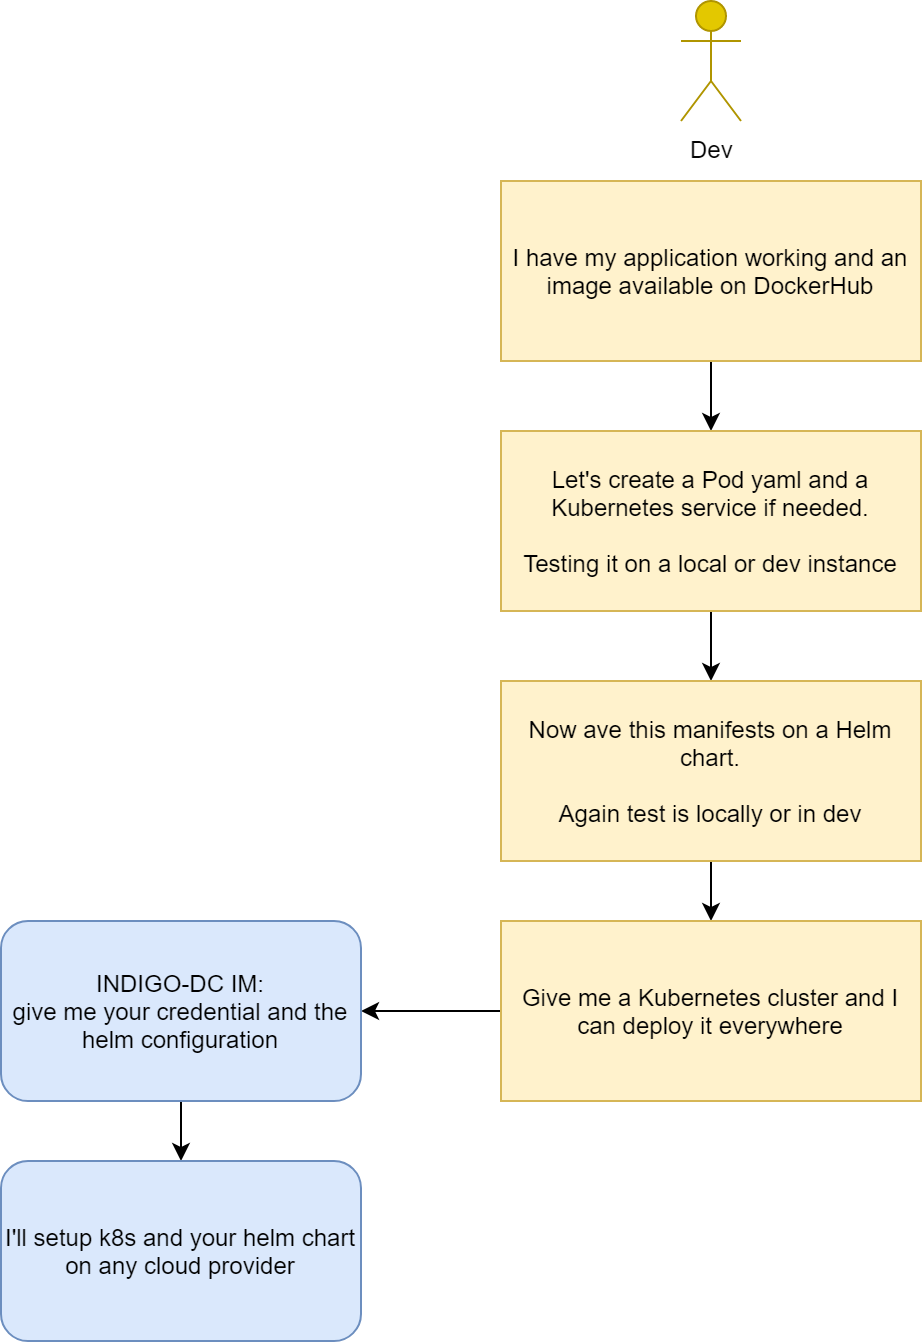 Dev
I have my application working and an
image available on DockerHub
Let's create a Pod yaml and a
Kubernetes service if needed.
Testing it on a local or dev instance
Now ave this manifests on a Helm
chart.
Again test is locally or in dev
Give me a Kubernetes cluster and I
can deploy it everywhere
INDIGO-DC IM:
give me your credential and the
helm configuration
I'll setup k8s and your helm chart
on any cloud provider